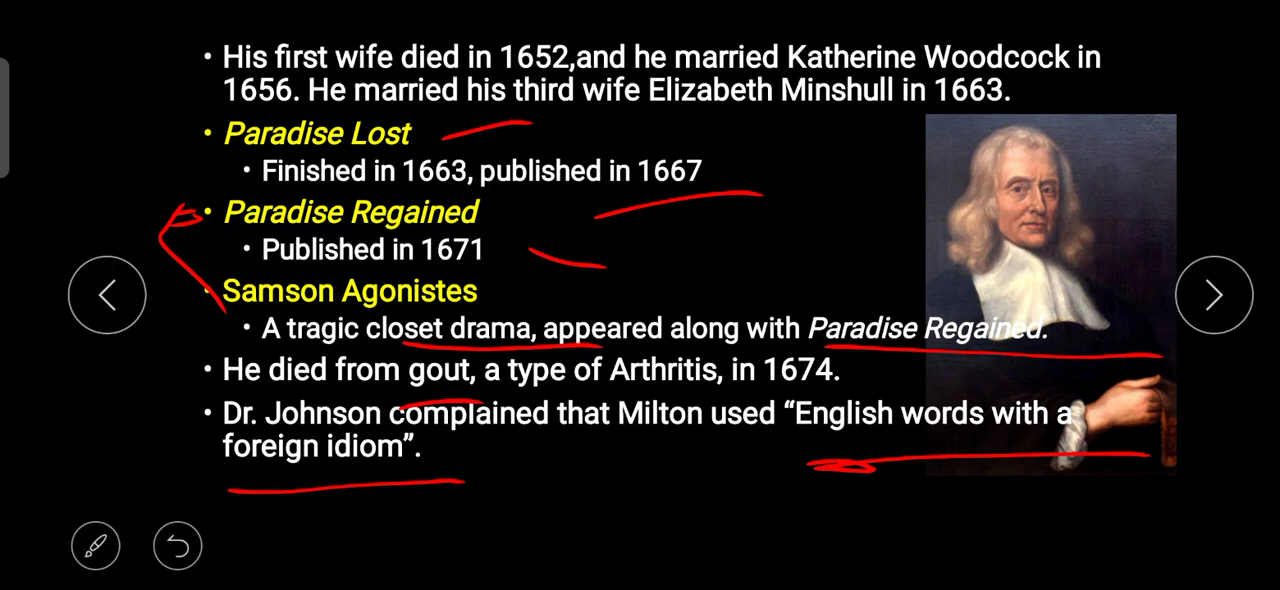 • His first wife died in 1652,and he married Katherine Woodcock in
1656. He married his third wife Elizabeth Minshull in 1663.
• Paradise Lost
• Finished in 1663, published in 1667
• Paradise Regained
• Published in 1671
• Samson Agonistes
• A tragic closet drama, appeared along with Paradise Regained.
• He died from gout, a type of Arthritis, in 1674.
• Dr. Johnson complained that Milton used “English words with a
foreign idiom”.